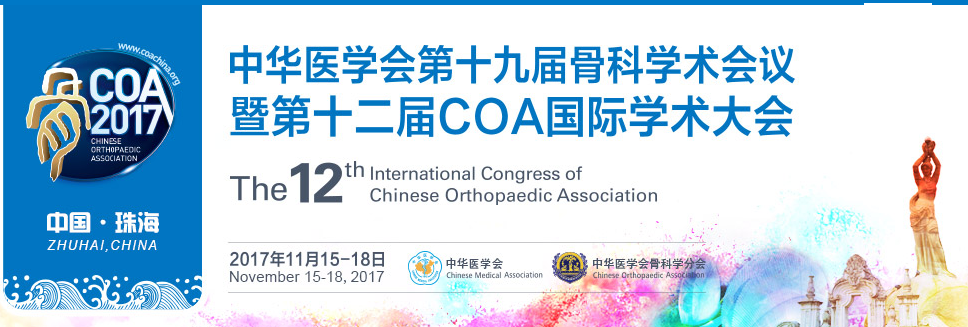 www.coachina.org
COA
2017
CHINESE
ORTHOPAEDIC
ASSOCIATION
中国·珠海
ZHUHAI,CHINA
中华医学会第十九届骨科学术会议
暨第十二届COA国际学术大会
The 12th International Congress of
Chinese Orthopaedic Association
2017年11月15-18日
November 15-18, 2017
中华医学会
Chinese Medical Association
中华医学会骨科学分会
Chinese Orthopaedic Association